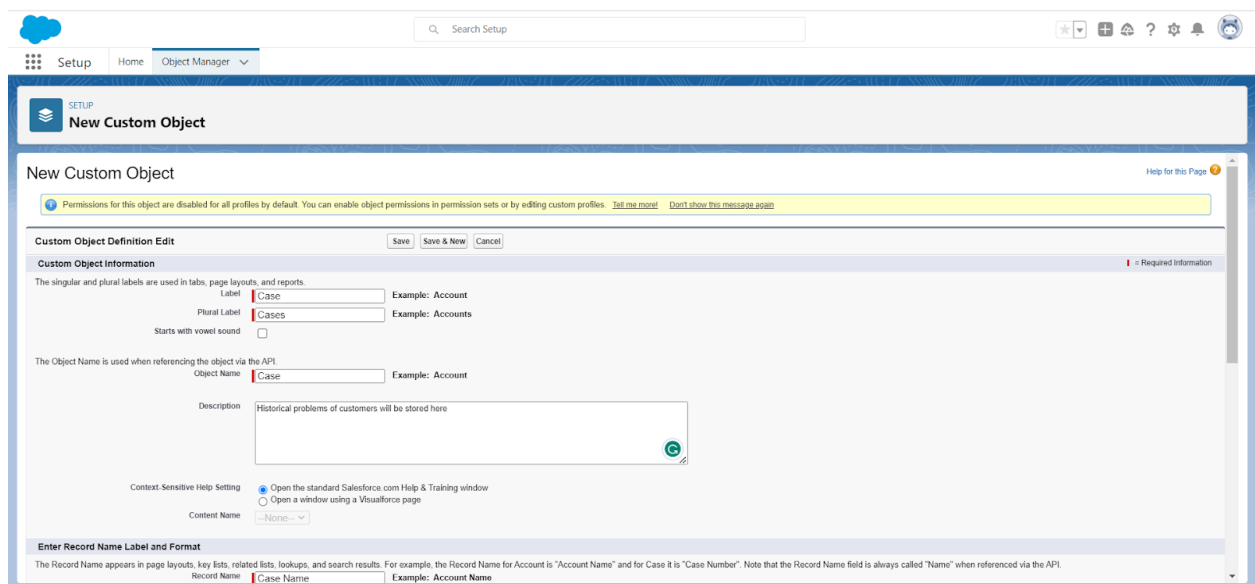 Search Setup
Setup Home Object Manager
SETUP
New Custom Object
New Custom Object
Help for this Page
Permissions for this object are disabled for all profiles by default. You can enable object permissions in permission sets or by editing custom profiles. Tell me more! Don't show this message again
Custom Object Definition Edit Save Save & New Cancel
Custom Object Information = Required Information
The singular and plural labels are used in tabs, page layouts, and reports.
Label Case Example: Account
Plural Label Cases Example: Accounts
Starts with vowel sound
The Object Name is used when referencing the object via the API.
Object Name Case Example: Account
Description Historical problems of customers will be stored here
Context-Sensitive Help Setting Open the standard Salesforce.com Help & Training window
Open a window using a Visualforce page
Content Name --None--
Enter Record Name Label and Format
The Record Name appears in page layouts, key lists, related lists, lookups, and search results. For example, the Record Name for Account is "Account Name" and for Case it is "Case Number". Note that the Record Name field is always called "Name" when referenced via the API.
Record Name Case Name Example: Account Name